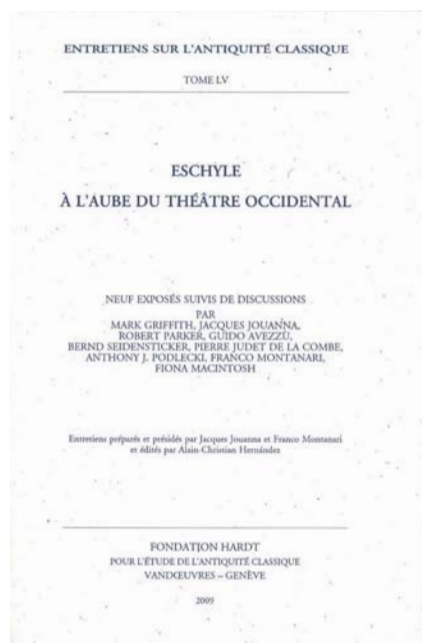 ENTRETIENS SUR L'ANTIQUITÉ CLASSIQUE
TOME LV
ESCHYLE
À L'AUBE DU THÉÂTRE OCCIDENTAL
NEUF EXPOSÉS SUIVIS DE DISCUSSIONS
PAR
MARK GRIFFITH, JACQUES JOUANNA,
ROBERT PARKER, GUIDO AVEZZÙ,
BERND SEIDENSTICKER, PIERRE JUDET DE LA COMBE,
ANTHONY J. PODLECKI, FRANCO MONTANARI,
FIONA MACINTOSH
Entretiens préparés et présidés par Jacques Jouanna et Franco Montanari
et édités par Alain-Christian Hernández
FONDATION HARDT
POUR L'ÉTUDE DE L'ANTIQUITÉ CLASSIQUE
VANDŒUVRES – GENÈVE
2009